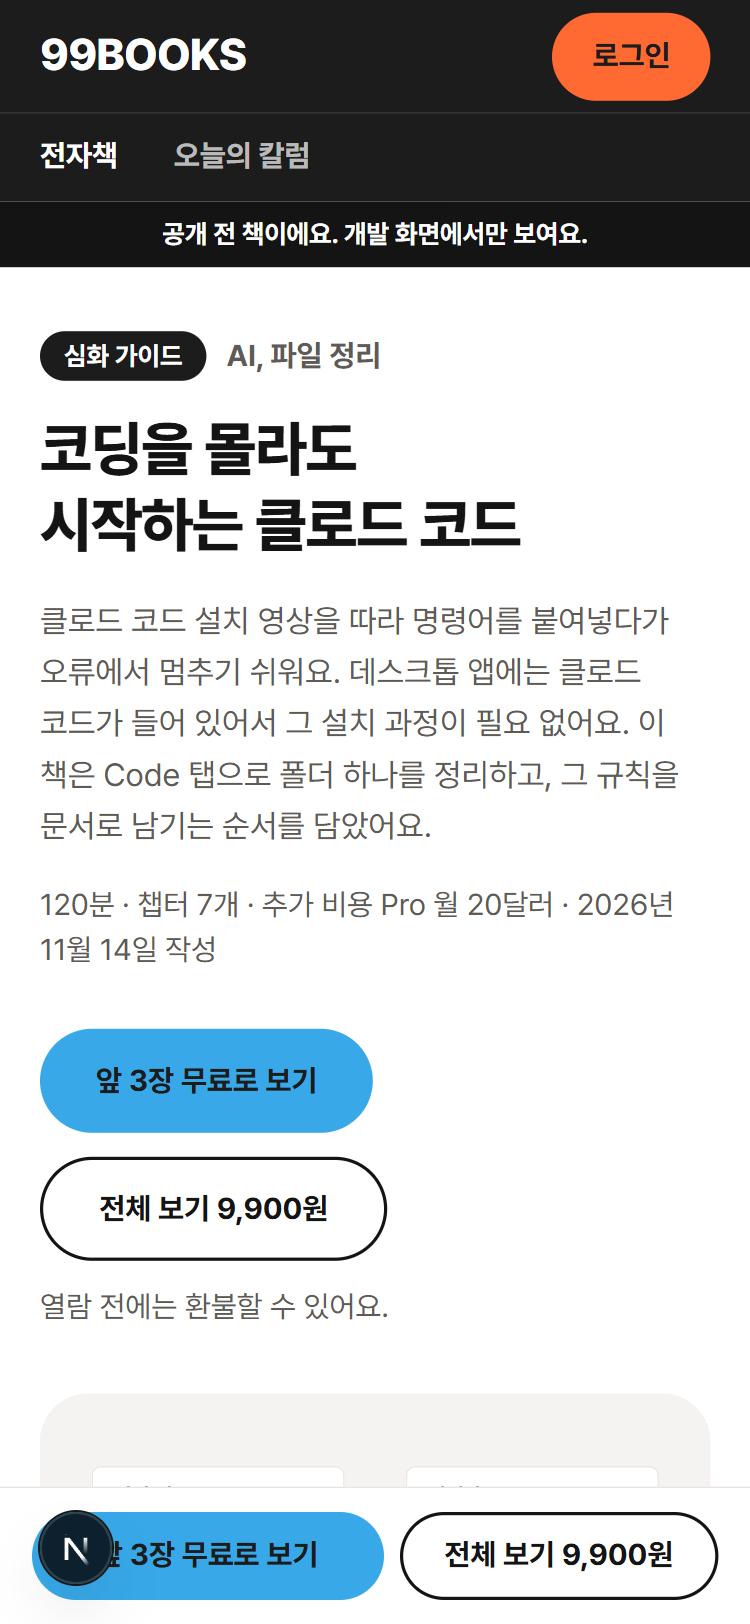 99BOOKS
로그인
전자책
오늘의 칼럼
공개 전 책이에요. 개발 화면에서만 보여요.
심화 가이드
AI, 파일 정리
코딩을 몰라도
시작하는 클로드 코드
클로드 코드 설치 영상을 따라 명령어를 붙여넣다가
오류에서 멈추기 쉬워요. 데스크톱 앱에는 클로드
코드가 들어 있어서 그 설치 과정이 필요 없어요. 이
책은 Code 탭으로 폴더 하나를 정리하고, 그 규칙을
문서로 남기는 순서를 담았어요.
120분 · 챕터 7개 · 추가 비용 Pro 월 20달러 · 2026년
11월 14일 작성
앞 3장 무료로 보기
전체 보기 9,900원
열람 전에는 환불할 수 있어요.
N
앞 3장 무료로 보기
전체 보기 9,900원